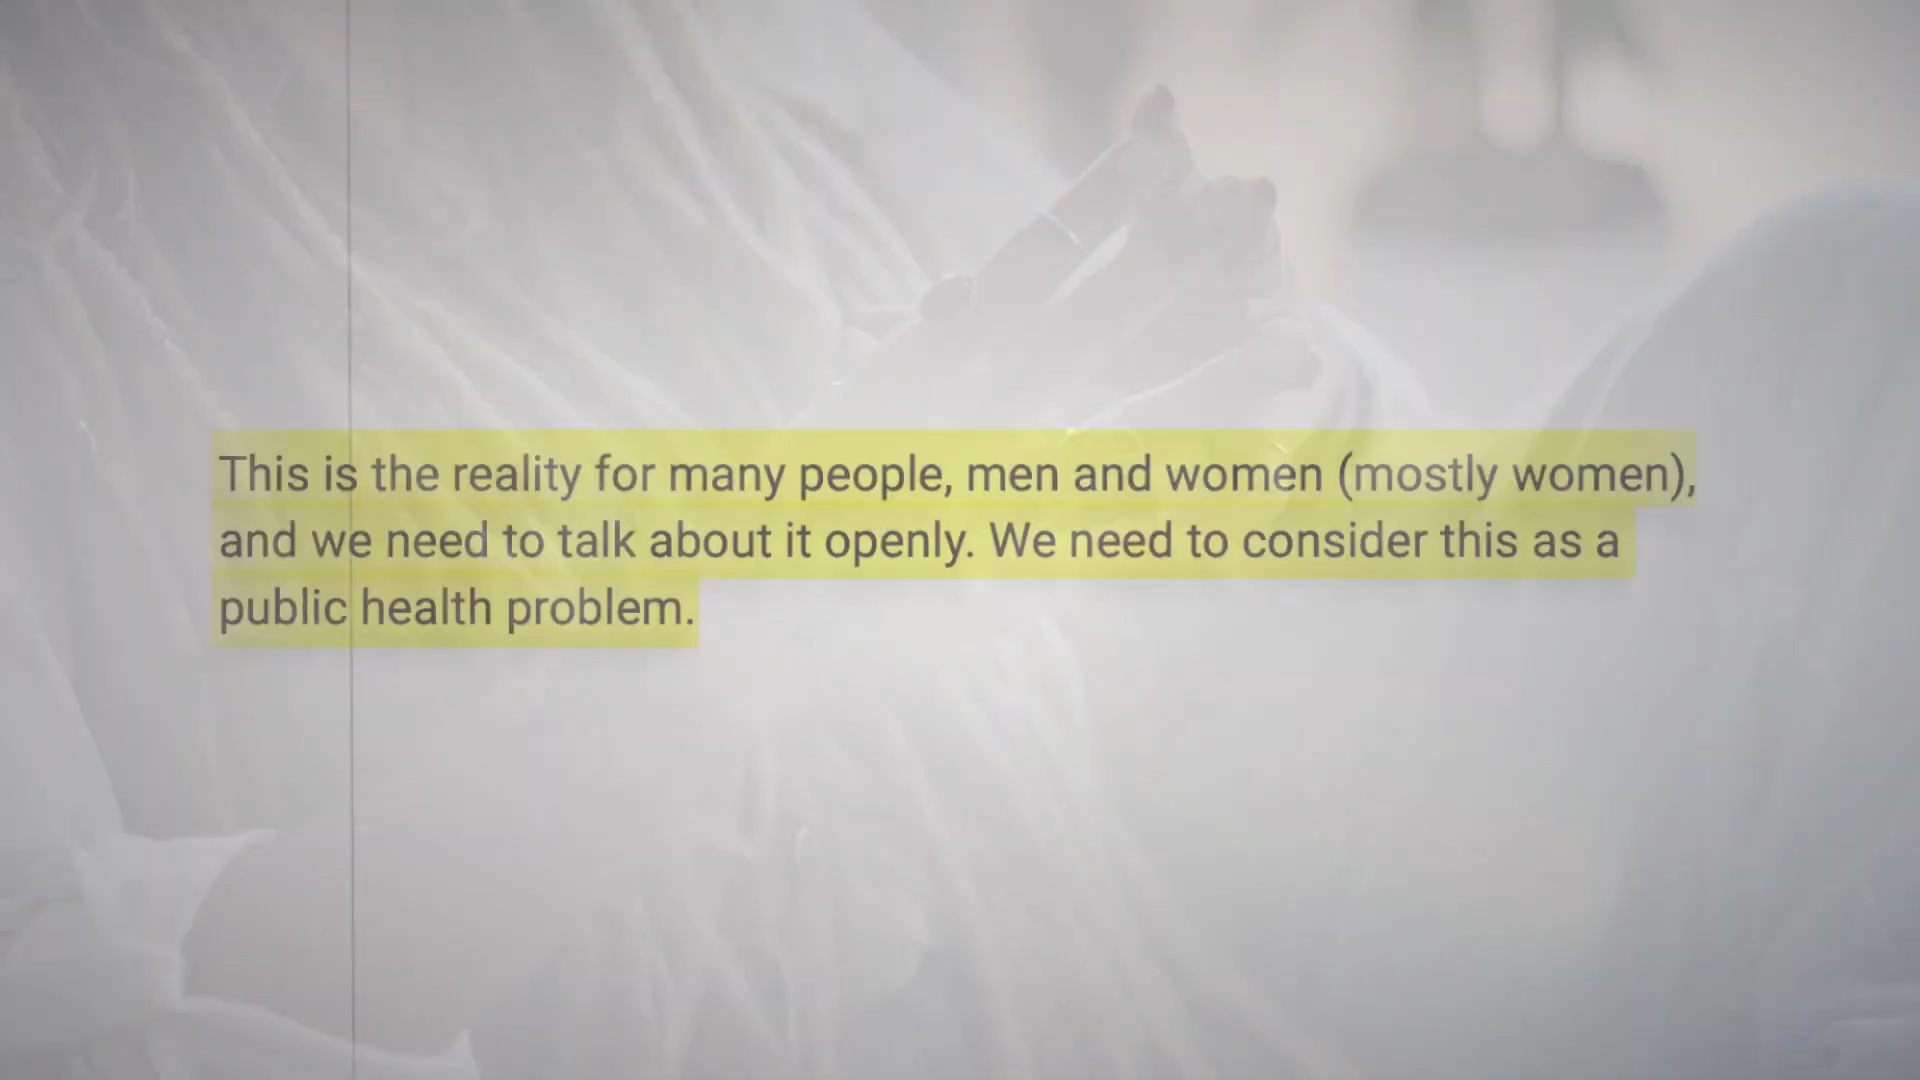 This is the reality for many people, men and women (mostly women),
and we need to talk about it openly. We need to consider this as a
public health problem.